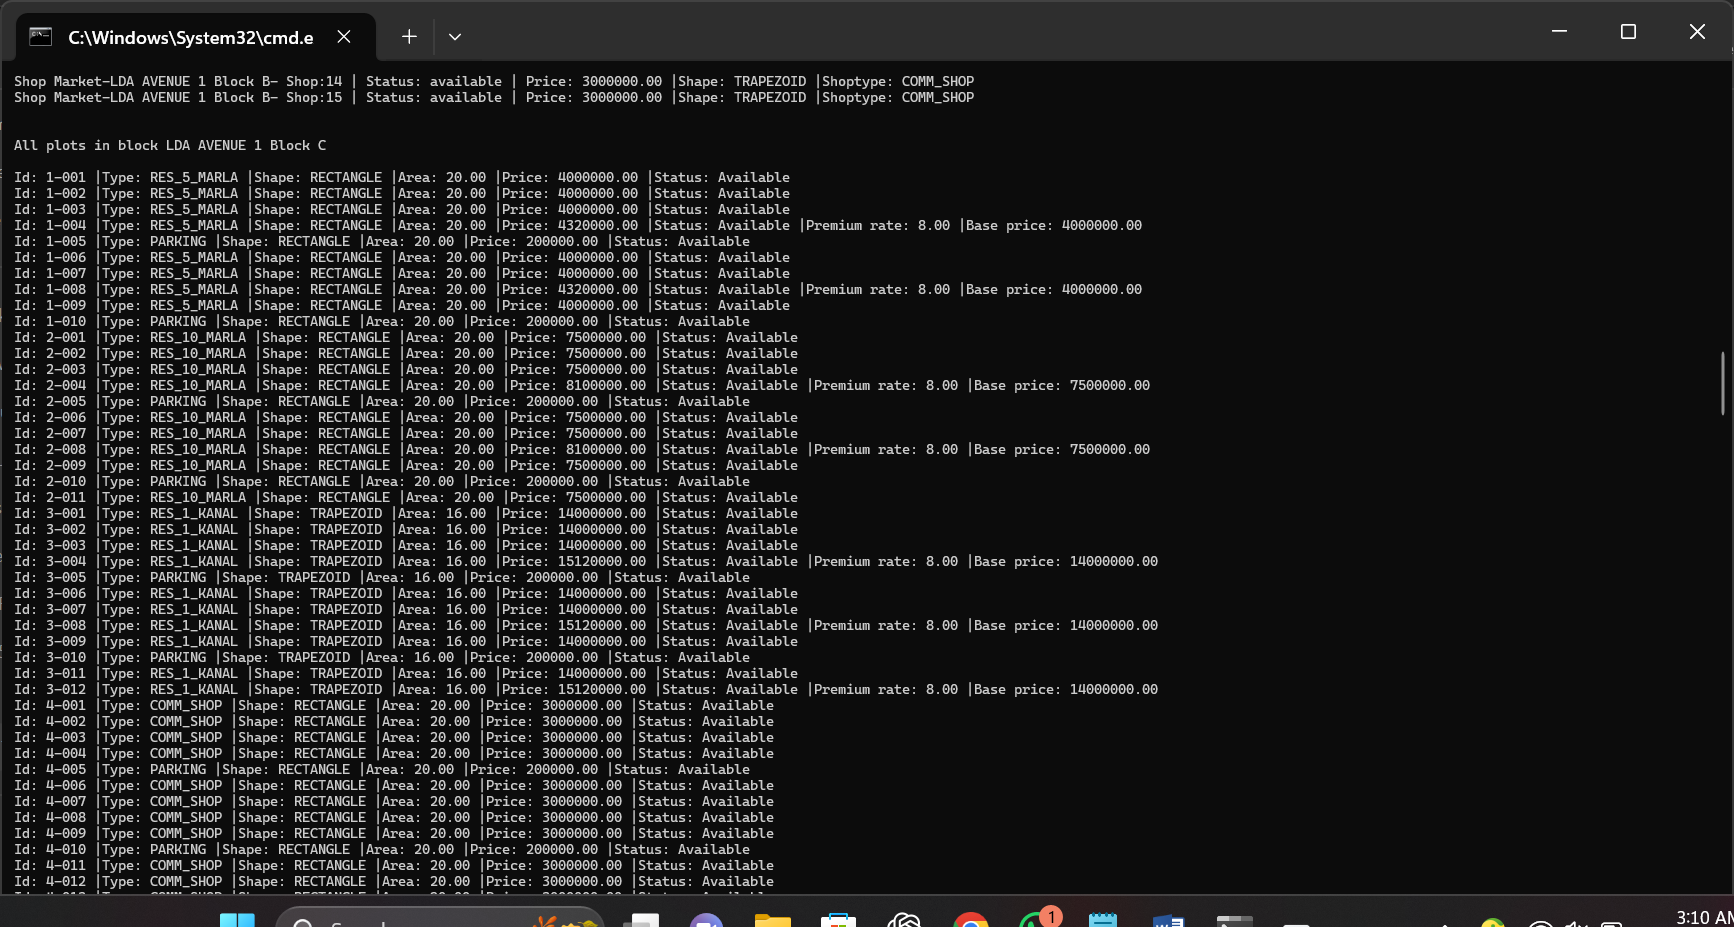 C:\Windows\System32\cmd.e
Shop Market-LDA AVENUE 1 Block B- Shop:14 | Status: available | Price: 3000000.00 |Shape: TRAPEZOID |Shoptype: COMM_SHOP
Shop Market-LDA AVENUE 1 Block B- Shop:15 | Status: available | Price: 3000000.00 |Shape: TRAPEZOID |Shoptype: COMM_SHOP
All plots in block LDA AVENUE 1 Block C
Id: 1-001 |Type: RES_5_MARLA |Shape: RECTANGLE |Area: 20.00 |Price: 4000000.00 |Status: Available
Id: 1-002 |Type: RES_5_MARLA |Shape: RECTANGLE |Area: 20.00 |Price: 4000000.00 |Status: Available
Id: 1-003 |Type: RES_5_MARLA |Shape: RECTANGLE |Area: 20.00 |Price: 4000000.00 |Status: Available
Id: 1-004 |Type: RES_5_MARLA |Shape: RECTANGLE |Area: 20.00 |Price: 4320000.00 |Status: Available |Premium rate: 8.00 |Base price: 4000000.00
Id: 1-005 |Type: PARKING |Shape: RECTANGLE |Area: 20.00 |Price: 200000.00 |Status: Available
Id: 1-006 |Type: RES_5_MARLA |Shape: RECTANGLE |Area: 20.00 |Price: 4000000.00 |Status: Available
Id: 1-007 |Type: RES_5_MARLA |Shape: RECTANGLE |Area: 20.00 |Price: 4000000.00 |Status: Available
Id: 1-008 |Type: RES_5_MARLA |Shape: RECTANGLE |Area: 20.00 |Price: 4320000.00 |Status: Available |Premium rate: 8.00 |Base price: 4000000.00
Id: 1-009 |Type: RES_5_MARLA |Shape: RECTANGLE |Area: 20.00 |Price: 4000000.00 |Status: Available
Id: 1-010 |Type: PARKING |Shape: RECTANGLE |Area: 20.00 |Price: 200000.00 |Status: Available
Id: 2-001 |Type: RES_10_MARLA |Shape: RECTANGLE |Area: 20.00 |Price: 7500000.00 |Status: Available
Id: 2-002 |Type: RES_10_MARLA |Shape: RECTANGLE |Area: 20.00 |Price: 7500000.00 |Status: Available
Id: 2-003 |Type: RES_10_MARLA |Shape: RECTANGLE |Area: 20.00 |Price: 7500000.00 |Status: Available
Id: 2-004 |Type: RES_10_MARLA |Shape: RECTANGLE |Area: 20.00 |Price: 8100000.00 |Status: Available |Premium rate: 8.00 |Base price: 7500000.00
Id: 2-005 |Type: PARKING |Shape: RECTANGLE |Area: 20.00 |Price: 200000.00 |Status: Available
Id: 2-006 |Type: RES_10_MARLA |Shape: RECTANGLE |Area: 20.00 |Price: 7500000.00 |Status: Available
Id: 2-007 |Type: RES_10_MARLA |Shape: RECTANGLE |Area: 20.00 |Price: 7500000.00 |Status: Available
Id: 2-008 |Type: RES_10_MARLA |Shape: RECTANGLE |Area: 20.00 |Price: 8100000.00 |Status: Available |Premium rate: 8.00 |Base price: 7500000.00
Id: 2-009 |Type: RES_10_MARLA |Shape: RECTANGLE |Area: 20.00 |Price: 7500000.00 |Status: Available
Id: 2-010 |Type: PARKING |Shape: RECTANGLE |Area: 20.00 |Price: 200000.00 |Status: Available
Id: 2-011 |Type: RES_10_MARLA |Shape: RECTANGLE |Area: 20.00 |Price: 7500000.00 |Status: Available
Id: 3-001 |Type: RES_1_KANAL |Shape: TRAPEZOID |Area: 16.00 |Price: 14000000.00 |Status: Available
Id: 3-002 |Type: RES_1_KANAL |Shape: TRAPEZOID |Area: 16.00 |Price: 14000000.00 |Status: Available
Id: 3-003 |Type: RES_1_KANAL |Shape: TRAPEZOID |Area: 16.00 |Price: 14000000.00 |Status: Available
Id: 3-004 |Type: RES_1_KANAL |Shape: TRAPEZOID |Area: 16.00 |Price: 15120000.00 |Status: Available |Premium rate: 8.00 |Base price: 14000000.00
Id: 3-005 |Type: PARKING |Shape: TRAPEZOID |Area: 16.00 |Price: 200000.00 |Status: Available
Id: 3-006 |Type: RES_1_KANAL |Shape: TRAPEZOID |Area: 16.00 |Price: 14000000.00 |Status: Available
Id: 3-007 |Type: RES_1_KANAL |Shape: TRAPEZOID |Area: 16.00 |Price: 14000000.00 |Status: Available
Id: 3-008 |Type: RES_1_KANAL |Shape: TRAPEZOID |Area: 16.00 |Price: 15120000.00 |Status: Available |Premium rate: 8.00 |Base price: 14000000.00
Id: 3-009 |Type: RES_1_KANAL |Shape: TRAPEZOID |Area: 16.00 |Price: 14000000.00 |Status: Available
Id: 3-010 |Type: PARKING |Shape: TRAPEZOID |Area: 16.00 |Price: 200000.00 |Status: Available
Id: 3-011 |Type: RES_1_KANAL |Shape: TRAPEZOID |Area: 16.00 |Price: 14000000.00 |Status: Available
Id: 3-012 |Type: RES_1_KANAL |Shape: TRAPEZOID |Area: 16.00 |Price: 15120000.00 |Status: Available |Premium rate: 8.00 |Base price: 14000000.00
Id: 4-001 |Type: COMM_SHOP |Shape: RECTANGLE |Area: 20.00 |Price: 3000000.00 |Status: Available
Id: 4-002 |Type: COMM_SHOP |Shape: RECTANGLE |Area: 20.00 |Price: 3000000.00 |Status: Available
Id: 4-003 |Type: COMM_SHOP |Shape: RECTANGLE |Area: 20.00 |Price: 3000000.00 |Status: Available
Id: 4-004 |Type: COMM_SHOP |Shape: RECTANGLE |Area: 20.00 |Price: 3000000.00 |Status: Available
Id: 4-005 |Type: PARKING |Shape: RECTANGLE |Area: 20.00 |Price: 200000.00 |Status: Available
Id: 4-006 |Type: COMM_SHOP |Shape: RECTANGLE |Area: 20.00 |Price: 3000000.00 |Status: Available
Id: 4-007 |Type: COMM_SHOP |Shape: RECTANGLE |Area: 20.00 |Price: 3000000.00 |Status: Available
Id: 4-008 |Type: COMM_SHOP |Shape: RECTANGLE |Area: 20.00 |Price: 3000000.00 |Status: Available
Id: 4-009 |Type: COMM_SHOP |Shape: RECTANGLE |Area: 20.00 |Price: 3000000.00 |Status: Available
Id: 4-010 |Type: PARKING |Shape: RECTANGLE |Area: 20.00 |Price: 200000.00 |Status: Available
Id: 4-011 |Type: COMM_SHOP |Shape: RECTANGLE |Area: 20.00 |Price: 3000000.00 |Status: Available
Id: 4-012 |Type: COMM_SHOP |Shape: RECTANGLE |Area: 20.00 |Price: 3000000.00 |Status: Available
1
3:10 AM